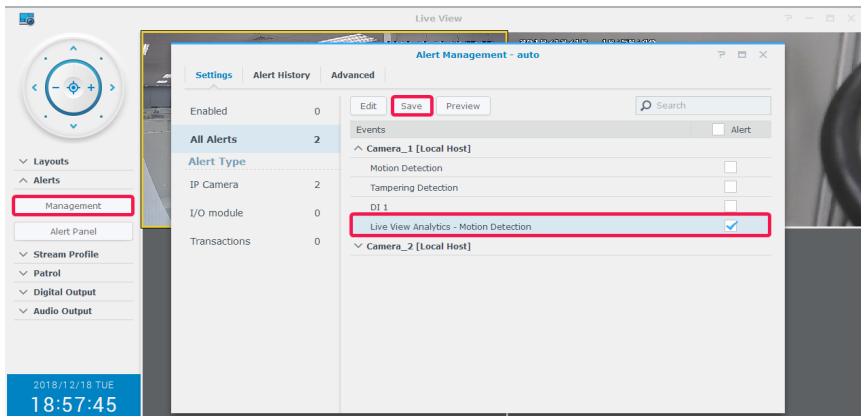 Live View
Alert Management - auto
Settings Alert History Advanced
Enabled 0
All Alerts 2
Alert Type
IP Camera 2
I/O module 0
Transactions 0
Edit Save Preview Search
Events Alert
Camera_1 [Local Host]
Motion Detection
Tampering Detection
DI 1
Live View Analytics - Motion Detection
Camera_2 [Local Host]
Layouts
Alerts
Management
Alert Panel
Stream Profile
Patrol
Digital Output
Audio Output
2018/12/18 TUE
18:57:45